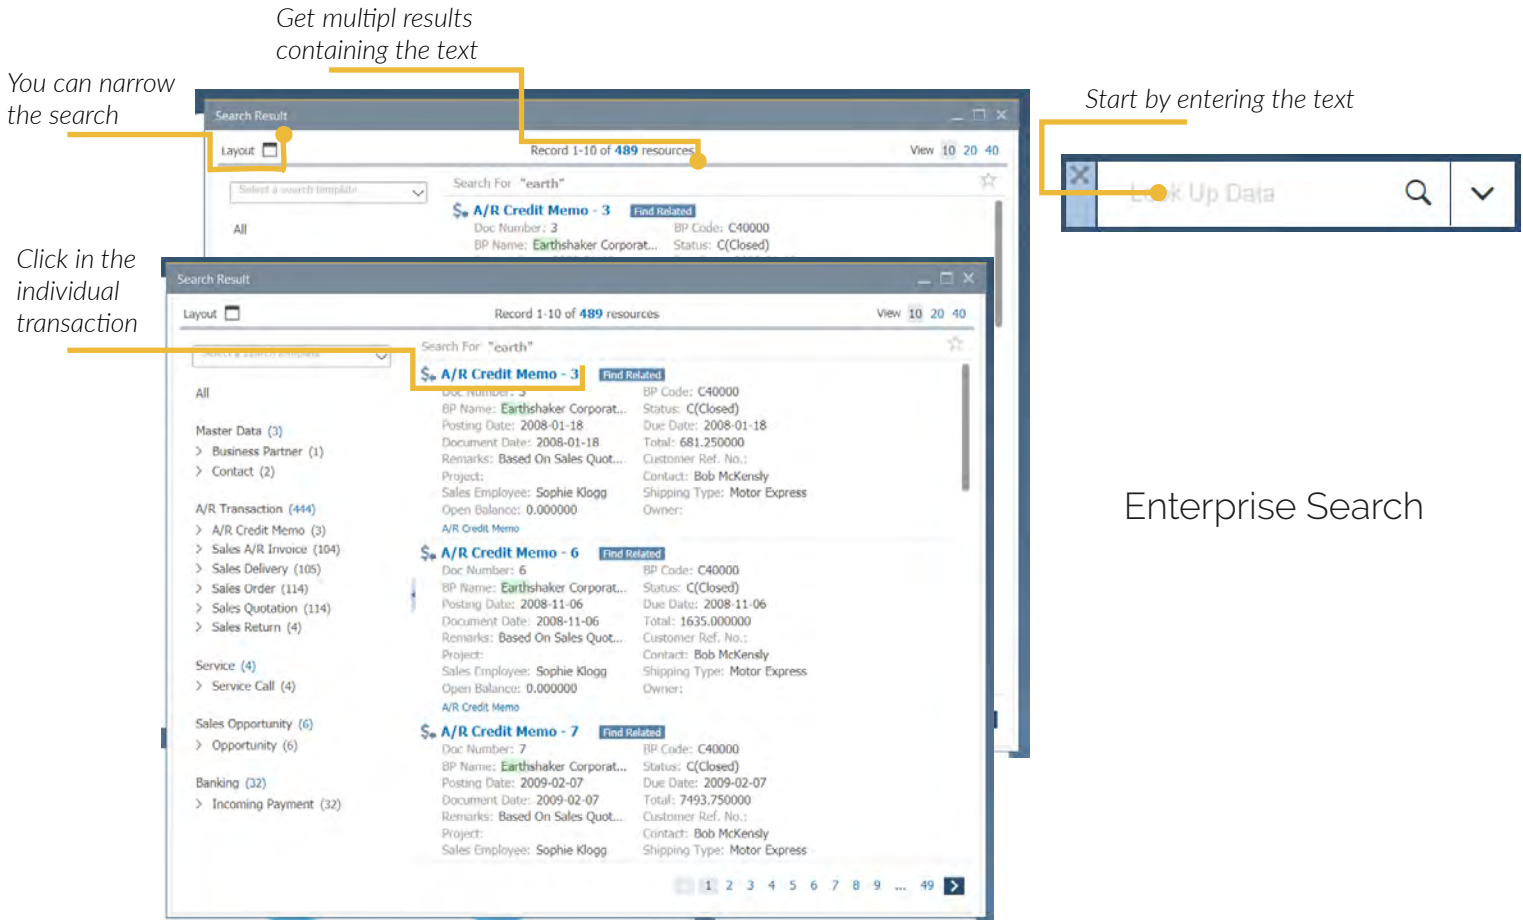 Get multipl results
containing the text
You can narrow
the search
Start by entering the text
Search Result
Layout
Record 1-10 of 489 resources
View 10 20 40
Select a search template
Search For "earth"
All
A/R Credit Memo - 3 Find Related
Doc Number: 3 BP Code: C40000
BP Name: Earthshaker Corporat... Status: C(Closed)
Look Up Data
Click in the
individual
transaction
Search Result
Layout
Record 1-10 of 489 resources
View 10 20 40
Select a search template
Search For "earth"
All
Master Data (3)
> Business Partner (1)
> Contact (2)
A/R Transaction (444)
> A/R Credit Memo (3)
> Sales A/R Invoice (104)
> Sales Delivery (105)
> Sales Order (114)
> Sales Quotation (114)
> Sales Return (4)
Service (4)
> Service Call (4)
Sales Opportunity (6)
> Opportunity (6)
Banking (32)
> Incoming Payment (32)
A/R Credit Memo - 3 Find Related
Doc Number: 3 BP Code: C40000
BP Name: Earthshaker Corporat... Status: C(Closed)
Posting Date: 2008-01-18 Due Date: 2008-01-18
Document Date: 2008-01-18 Total: 681.250000
Remarks: Based On Sales Quot... Customer Ref. No.:
Project: Contact: Bob McKensly
Sales Employee: Sophie Klogg Shipping Type: Motor Express
Open Balance: 0.000000 Owner:
A/R Credit Memo
A/R Credit Memo - 6 Find Related
Doc Number: 6 BP Code: C40000
BP Name: Earthshaker Corporat... Status: C(Closed)
Posting Date: 2008-11-06 Due Date: 2008-11-06
Document Date: 2008-11-06 Total: 1635.000000
Remarks: Based On Sales Quot... Customer Ref. No.:
Project: Contact: Bob McKensly
Sales Employee: Sophie Klogg Shipping Type: Motor Express
Open Balance: 0.000000 Owner:
A/R Credit Memo
A/R Credit Memo - 7 Find Related
Doc Number: 7 BP Code: C40000
BP Name: Earthshaker Corporat... Status: C(Closed)
Posting Date: 2009-02-07 Due Date: 2009-02-07
Document Date: 2009-02-07 Total: 7493.750000
Remarks: Based On Sales Quot... Customer Ref. No.:
Project: Contact: Bob McKensly
Sales Employee: Sophie Klogg Shipping Type: Motor Express
1 2 3 4 5 6 7 8 9 ... 49 >
Enterprise Search